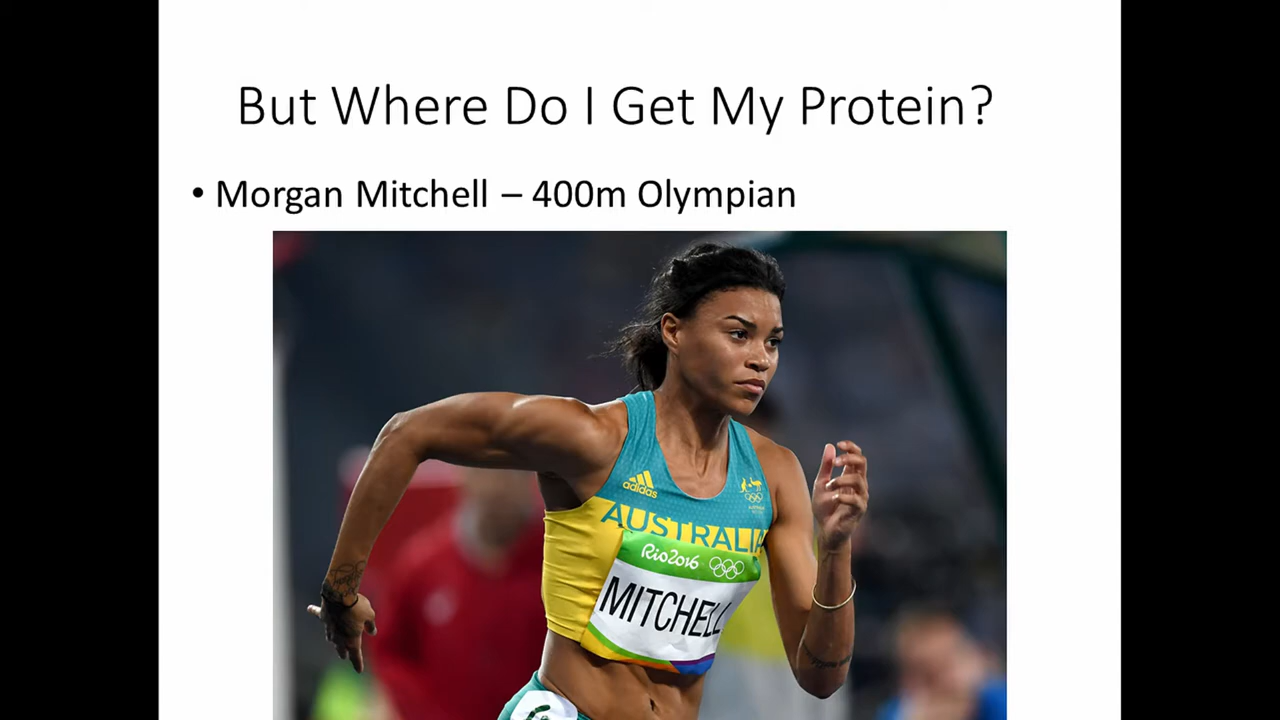 But Where Do I Get My Protein?
• Morgan Mitchell – 400m Olympian
adidas
AUSTRALIA
Rio2016
MITCHELL